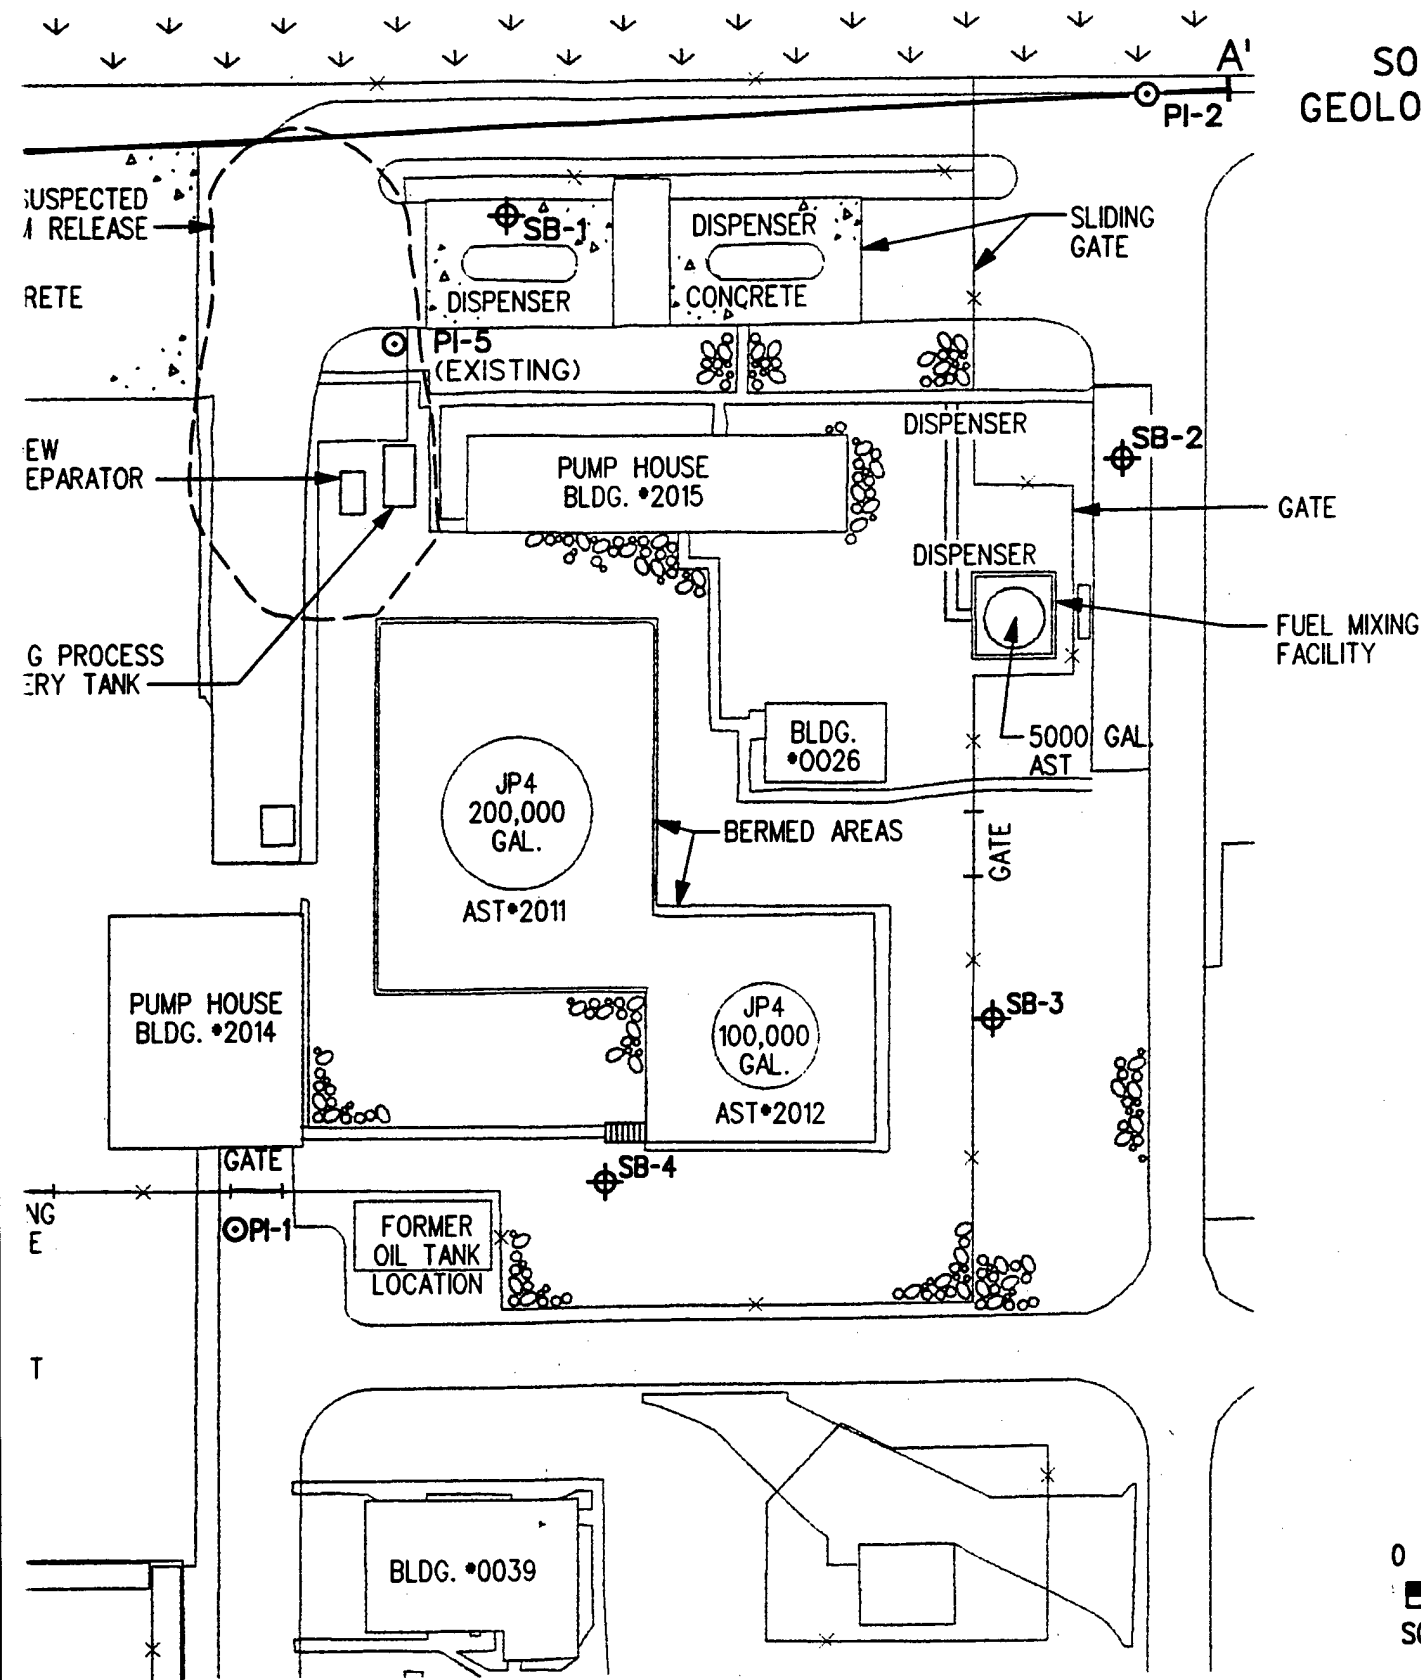 A'
SO
GEOLO
PI-2
SUSPECTED
RELEASE
SB-1
DISPENSER
DISPENSER
CONCRETE
SLIDING
GATE
RETE
PI-5
(EXISTING)
DISPENSER
SB-2
EW
EPARATOR
PUMP HOUSE
BLDG. #2015
GATE
DISPENSER
FUEL MIXING
FACILITY
G PROCESS
ERY TANK
BLDG.
#0026
5000 GAL.
AST
JP4
200,000
GAL.
AST#2011
BERMED AREAS
GATE
PUMP HOUSE
BLDG. #2014
JP4
100,000
GAL.
AST#2012
SB-3
GATE
SB-4
NG
E
PI-1
FORMER
OIL TANK
LOCATION
T
BLDG. #0039
0